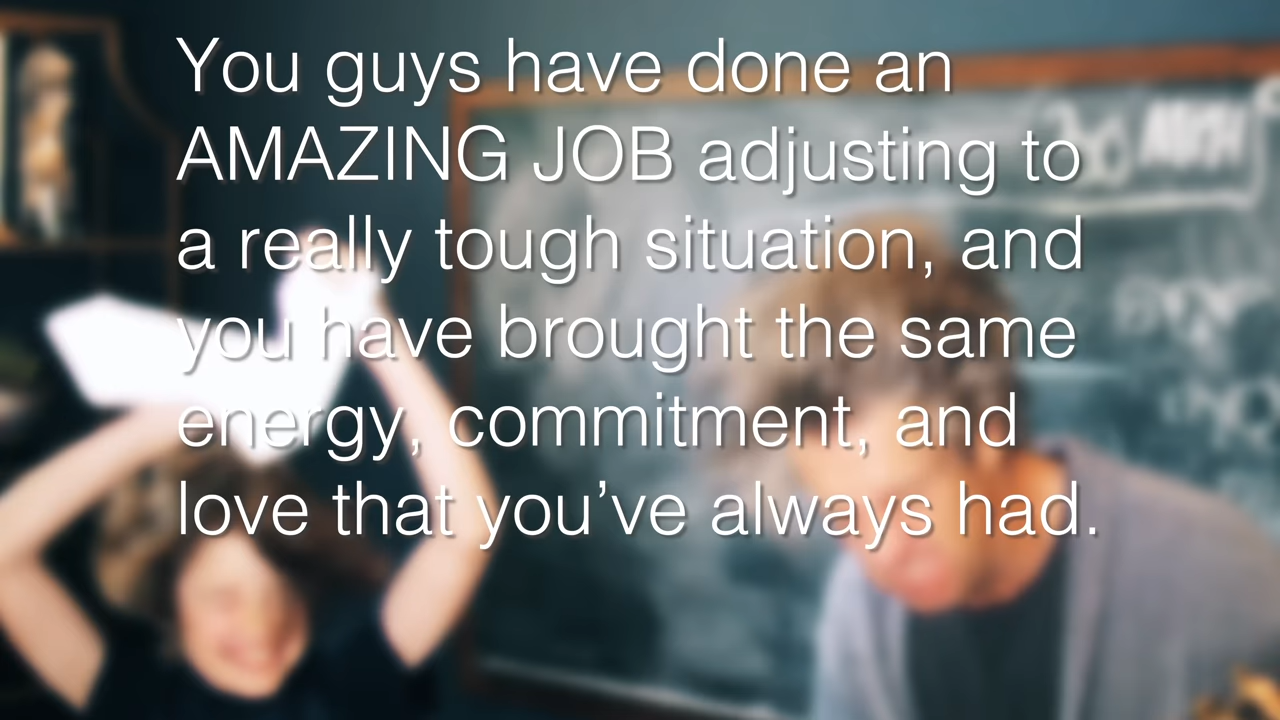 You guys have done an
AMAZING JOB adjusting to
a really tough situation, and
you have brought the same
energy, commitment, and
love that you’ve always had.